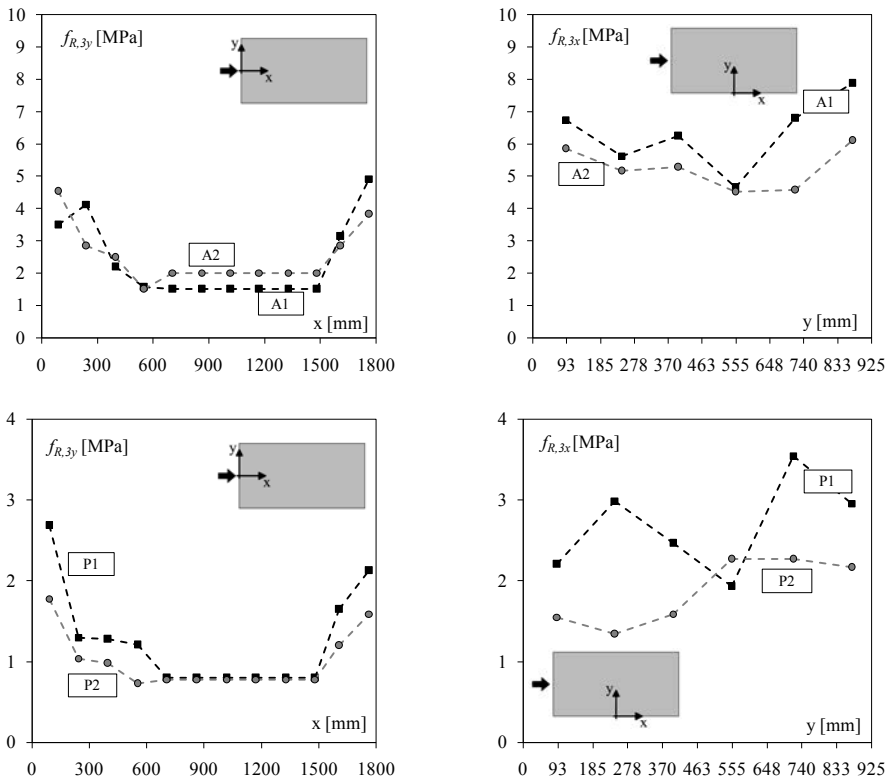 f_R,3y [MPa]
10
9
8
7
6
5
4
3
2
1
0
y
x
A2
A1
x [mm]
0 300 600 900 1200 1500 1800
f_R,3x [MPa]
10
9
8
7
6
5
4
3
2
1
0
y
x
A1
A2
y [mm]
0 93 185 278 370 463 555 648 740 833 925
f_R,3y [MPa]
4
3
2
1
0
y
x
P1
P2
x [mm]
0 300 600 900 1200 1500 1800
f_R,3x [MPa]
4
3
2
1
0
P1
P2
y
x
y [mm]
0 93 185 278 370 463 555 648 740 833 925